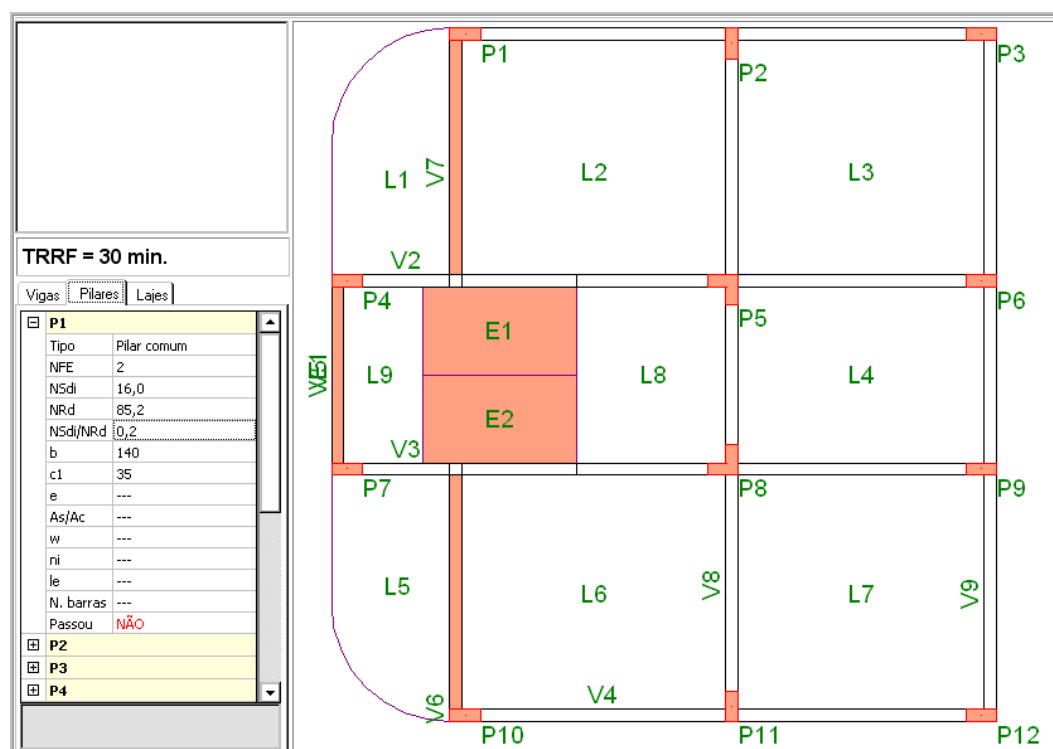 TRRF = 30 min.
Vigas Pilares Lajes
P1
Tipo Pilar comum
NFE 2
NSdi 16,0
NRd 85,2
NSdi/NRd 0,2
b 140
c1 35
e ---
As/Ac ---
w ---
ni ---
le ---
N. barras ---
Passou NÃO
P2
P3
P4
P1
P2
P3
L1
V7
L2
L3
V2
P4
P5
P6
E1
L9
L8
L4
E2
V3
P7
P8
P9
L5
L6
V8
L7
V9
V6
V4
P10
P11
P12